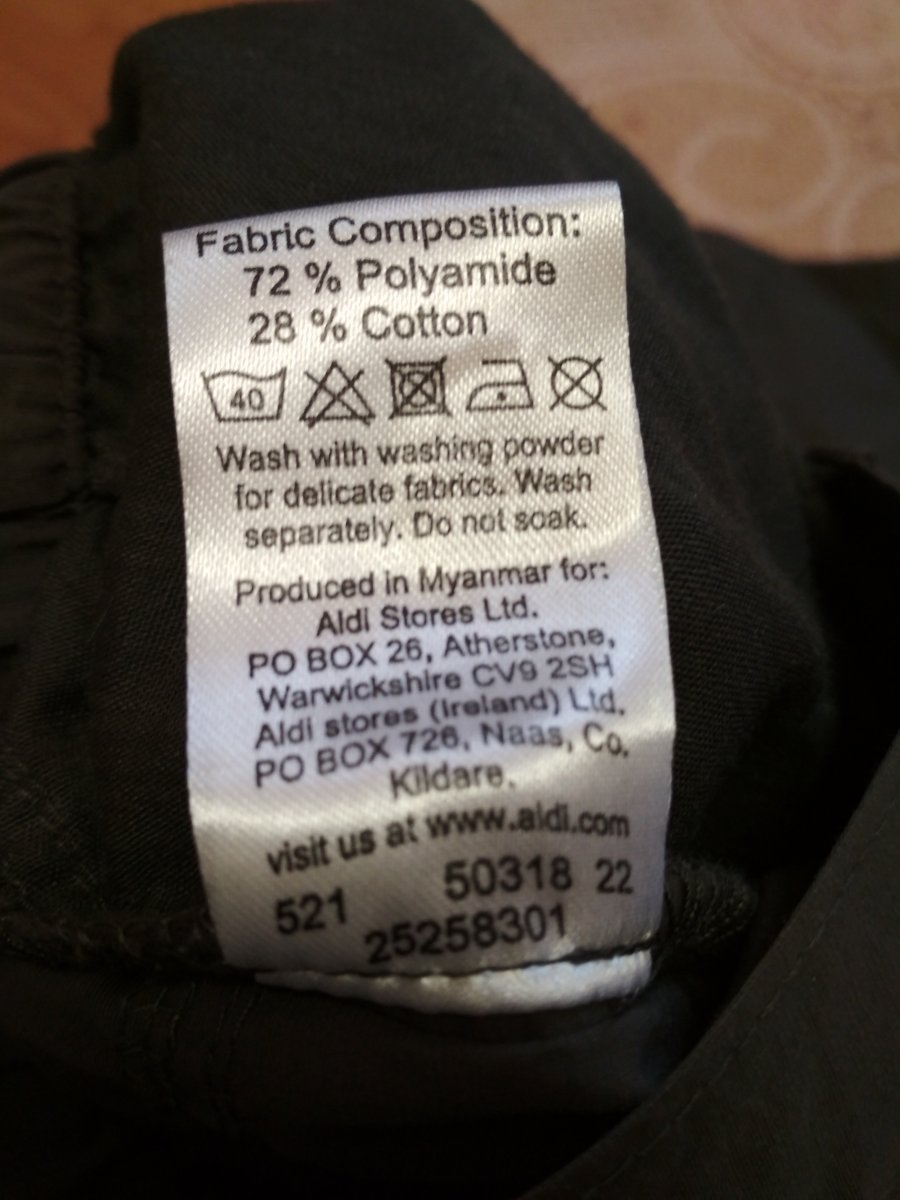 Fabric Composition:
72 % Polyamide
28 % Cotton
40
Wash with washing powder
for delicate fabrics. Wash
separately. Do not soak.
Produced in Myanmar for:
Aldi Stores Ltd.
PO BOX 26, Atherstone,
Warwickshire CV9 2SH
Aldi stores (Ireland) Ltd.
PO BOX 726, Naas, Co.
Kildare.
visit us at www.aldi.com
521 50318 22
25258301